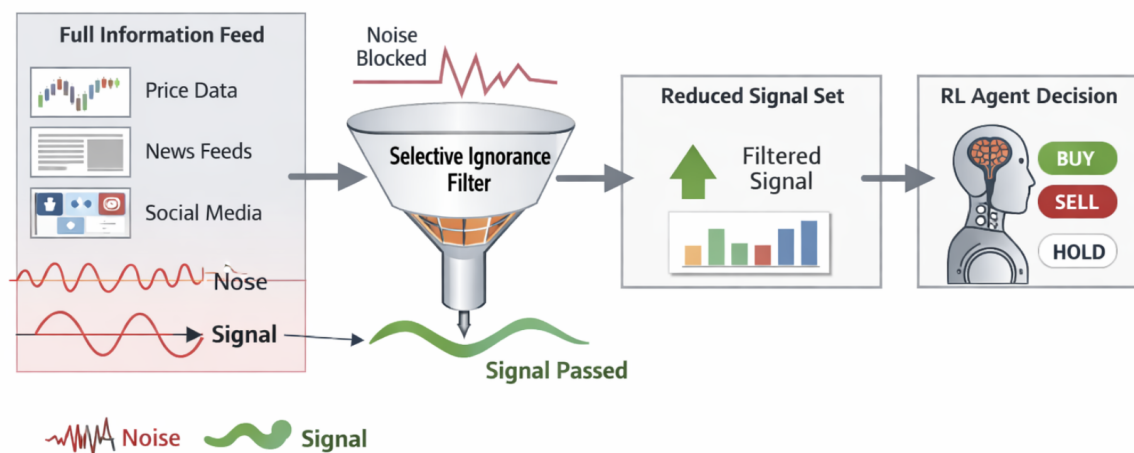 Full Information Feed
Price Data
News Feeds
Social Media
Nose
Signal
Noise
Blocked
Selective Ignorance
Filter
Signal Passed
Reduced Signal Set
Filtered
Signal
RL Agent Decision
BUY
SELL
HOLD
Noise
Signal